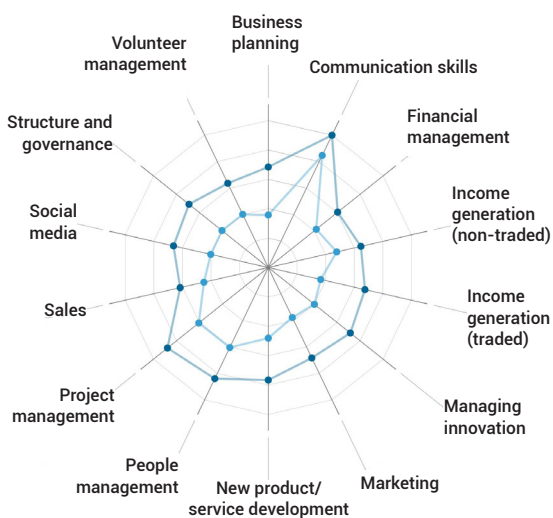 Business
planning
Communication skills
Financial
management
Income
generation
(non-traded)
Income
generation
(traded)
Managing
innovation
Marketing
New product/
service development
People
management
Project
management
Sales
Social
media
Structure and
governance
Volunteer
management